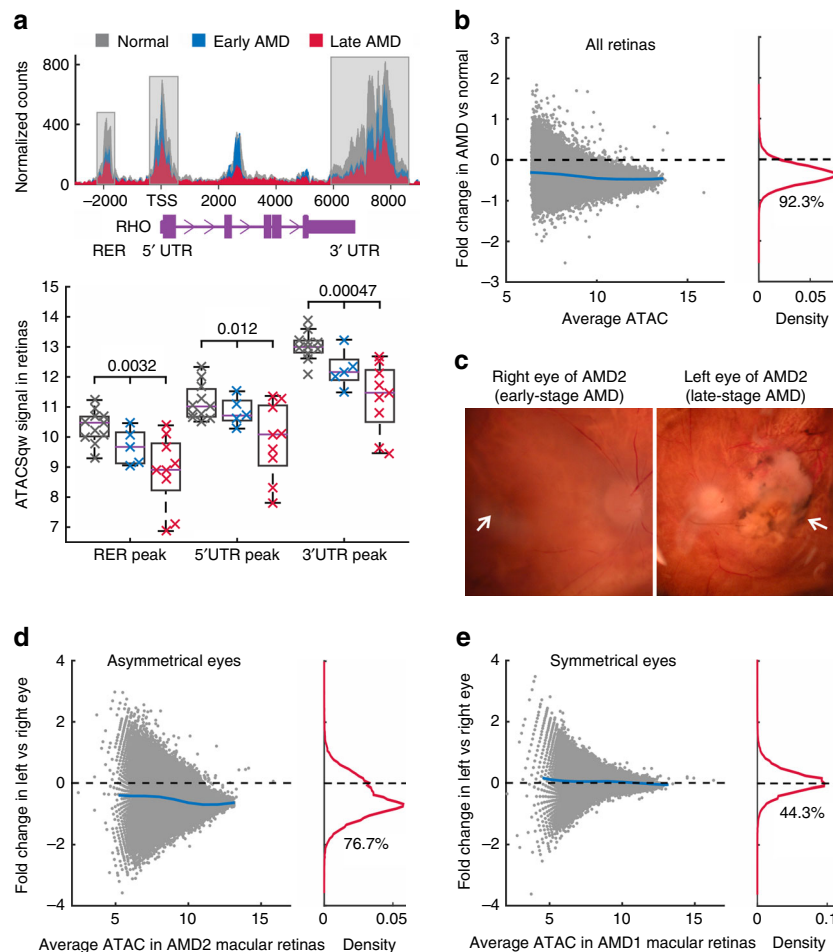 a
Normal Early AMD Late AMD
Normalized counts
800
400
0
−2000 TSS 2000 4000 6000 8000
RHO
RER 5′ UTR 3′ UTR
ATACSqw signal in retinas
15
14
13
12
11
10
9
8
7
0.0032
0.012
0.00047
RER peak 5′UTR peak 3′UTR peak
b
All retinas
Fold change in AMD vs normal
3
2
1
0
−1
−2
−3
5 10 15
Average ATAC
92.3%
0 0.05
Density
c
Right eye of AMD2
(early-stage AMD)
Left eye of AMD2
(late-stage AMD)
d
Asymmetrical eyes
Fold change in left vs right eye
4
2
0
−2
−4
5 10 15
Average ATAC in AMD2 macular retinas
76.7%
0 0.05
Density
e
Symmetrical eyes
Fold change in left vs right eye
4
2
0
−2
−4
5 10 15
Average ATAC in AMD1 macular retinas
44.3%
0 0.1
Density